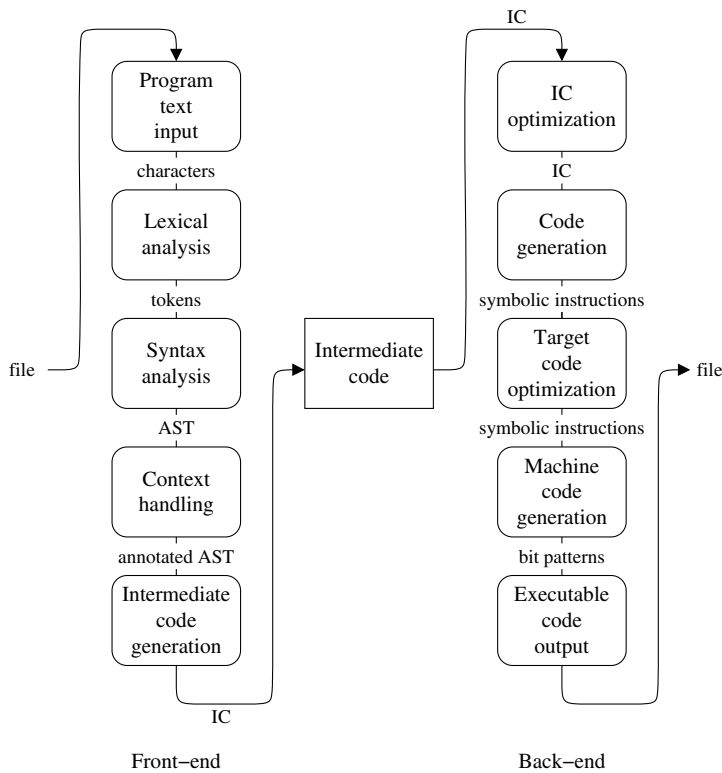 file
Program
text
input
characters
Lexical
analysis
tokens
Syntax
analysis
AST
Context
handling
annotated AST
Intermediate
code
generation
IC
Front−end
Intermediate
code
IC
IC
optimization
IC
Code
generation
symbolic instructions
Target
code
optimization
symbolic instructions
Machine
code
generation
bit patterns
Executable
code
output
file
Back−end